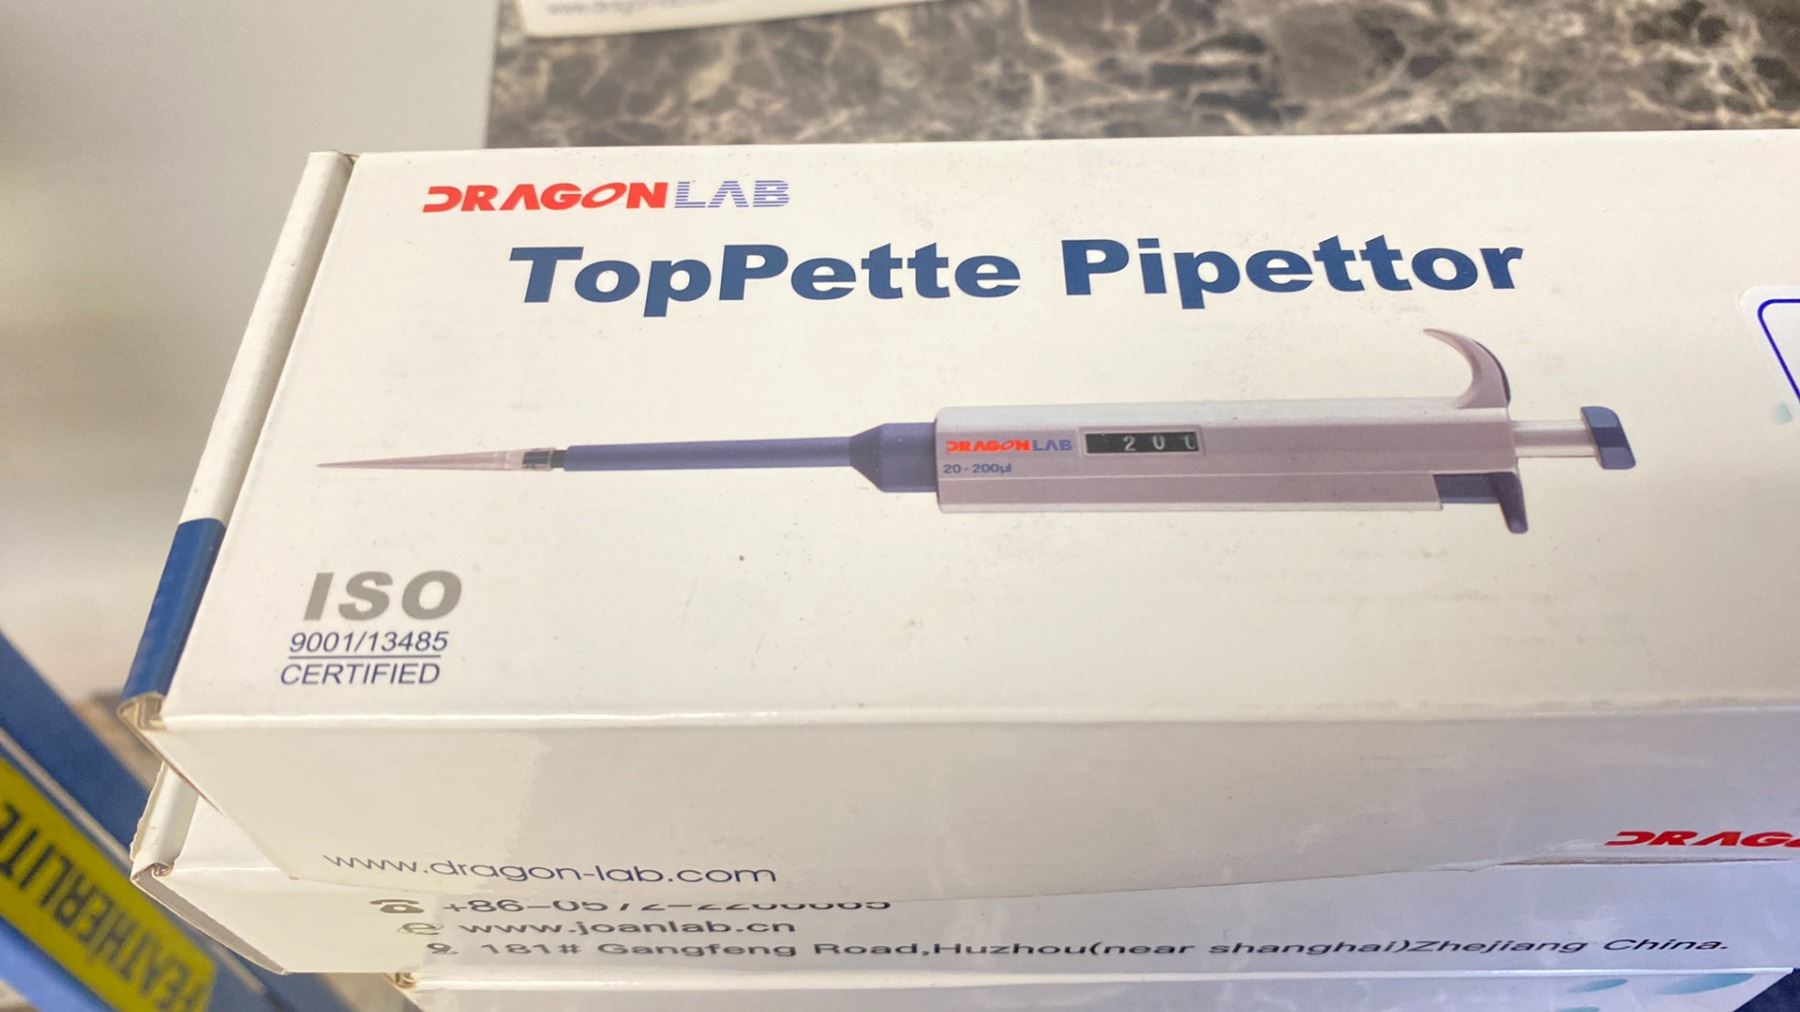 DRAGONLAB
TopPette Pipettor
DRAGONLAB
20-200µl
ISO
9001/13485
CERTIFIED
www.dragon-lab.com
www.joanlab.cn
181# Gangfeng Road,Huzhou(near shanghai)Zhejiang China.